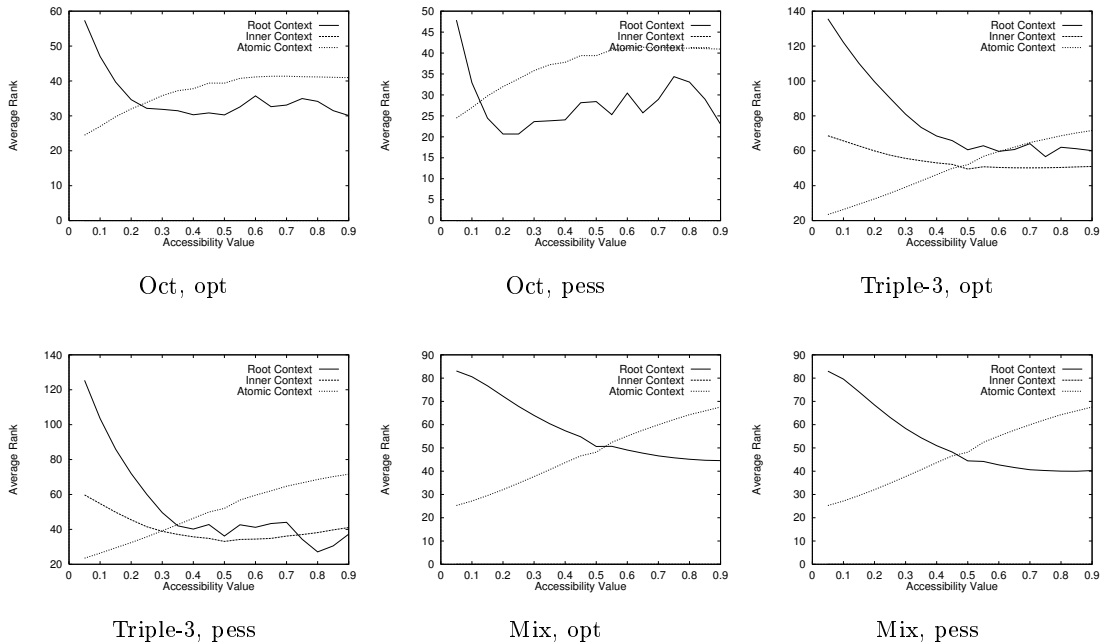 60
50
40
30
20
10
0
Average Rank
Root Context
Inner Context
Atomic Context
0 0.1 0.2 0.3 0.4 0.5 0.6 0.7 0.8 0.9
Accessibility Value
Oct, opt
50
45
40
35
30
25
20
15
10
5
0
Average Rank
Root Context
Inner Context
Atomic Context
0 0.1 0.2 0.3 0.4 0.5 0.6 0.7 0.8 0.9
Accessibility Value
Oct, pess
140
120
100
80
60
40
20
Average Rank
Root Context
Inner Context
Atomic Context
0 0.1 0.2 0.3 0.4 0.5 0.6 0.7 0.8 0.9
Accessibility Value
Triple-3, opt
140
120
100
80
60
40
20
Average Rank
Root Context
Inner Context
Atomic Context
0 0.1 0.2 0.3 0.4 0.5 0.6 0.7 0.8 0.9
Accessibility Value
Triple-3, pess
90
80
70
60
50
40
30
20
10
0
Average Rank
Root Context
Inner Context
Atomic Context
0 0.1 0.2 0.3 0.4 0.5 0.6 0.7 0.8 0.9
Accessibility Value
Mix, opt
90
80
70
60
50
40
30
20
10
0
Average Rank
Root Context
Inner Context
Atomic Context
0 0.1 0.2 0.3 0.4 0.5 0.6 0.7 0.8 0.9
Accessibility Value
Mix, pess